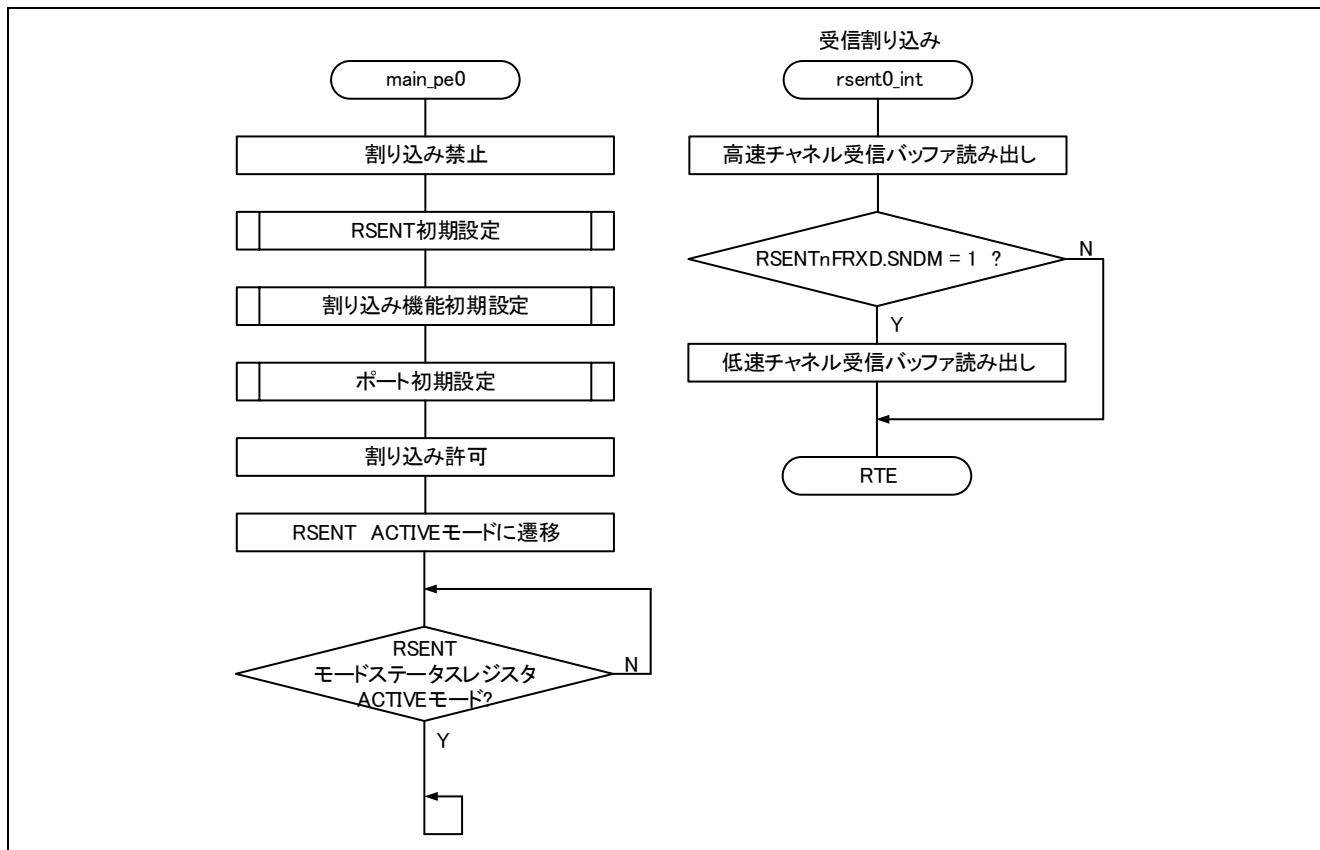 main_pe0
割り込み禁止
RSENT初期設定
割り込み機能初期設定
ポート初期設定
割り込み許可
RSENT ACTIVEモードに遷移
RSENT
モードステータスレジスタ
ACTIVEモード?
N
Y
受信割り込み
rsent0_int
高速チャネル受信バッファ読み出し
RSENTnFRXD.SNDM = 1 ?
N
Y
低速チャネル受信バッファ読み出し
RTE